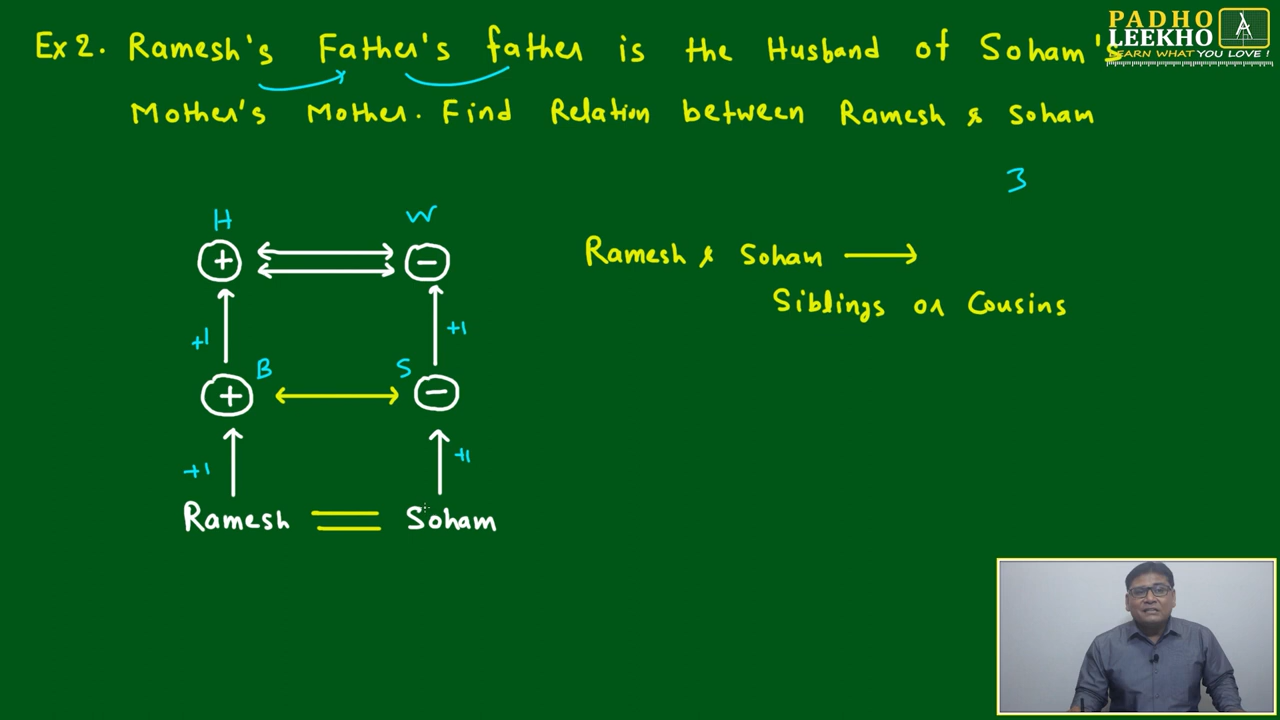 PADHO
LEEKHO
LEARN WHAT YOU LOVE !
Ex 2. Ramesh's Father's father is the Husband of Soham's
Mother's Mother. Find Relation between Ramesh & Soham
3
H W
+ -
Ramesh & Soham →
Siblings or Cousins
+1 +1
B S
+ -
+1 +1
Ramesh = Soham